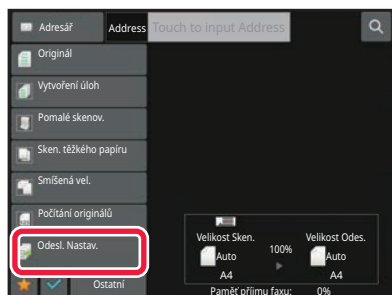 Adresář
Address
Touch to input Address
Originál
Vytvoření úloh
Pomalé skenov.
Sken. těžkého papíru
Smíšená vel.
Počítání originálů
Odesl. Nastav.
Ostatní
Velikost Sken.
100%
Velikost Odes.
Auto
Auto
A4
A4
Paměť příjmu faxu: 0%